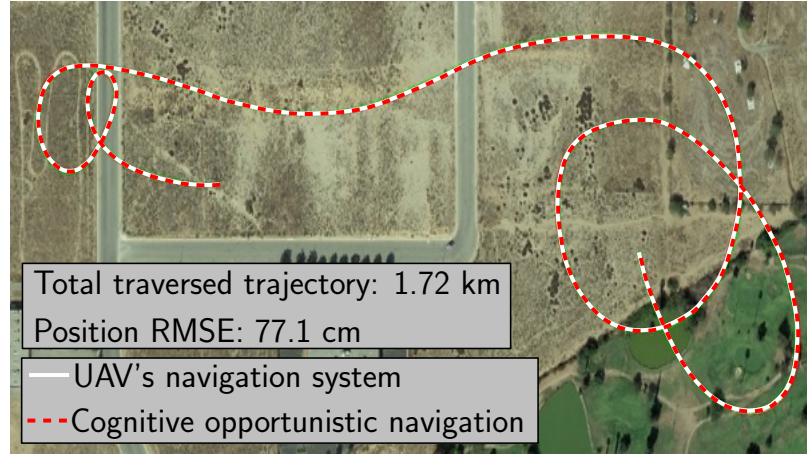 Total traversed trajectory: 1.72 km
Position RMSE: 77.1 cm
UAV's navigation system
Cognitive opportunistic navigation